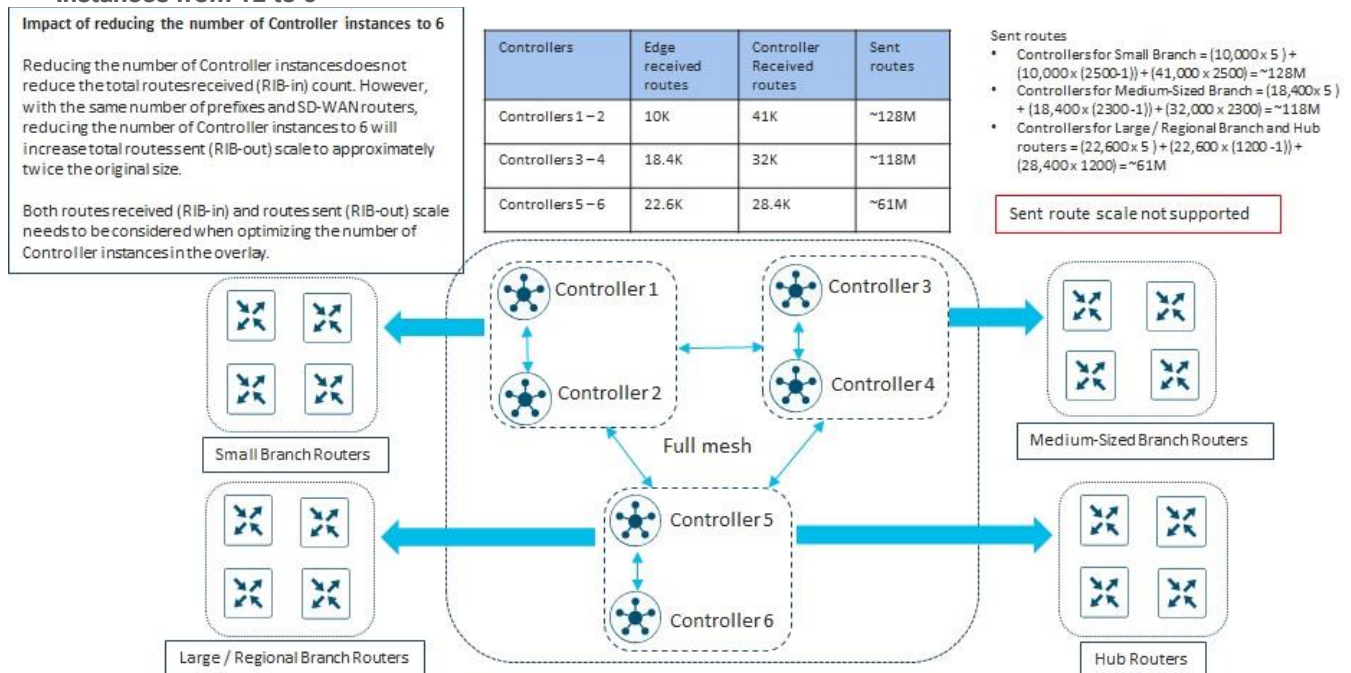 Impact of reducing the number of Controller instances to 6
Reducing the number of Controller instances does not
reduce the total routes received (RIB-in) count. However,
with the same number of prefixes and SD-WAN routers,
reducing the number of Controller instances to 6 will
increase total routes sent (RIB-out) scale to approximately
twice the original size.
Both routes received (RIB-in) and routes sent (RIB-out) scale
needs to be considered when optimizing the number of
Controller instances in the overlay.
Controllers Edge received routes Controller Received routes Sent routes
Controllers 1 – 2 10K 41K ~128M
Controllers 3 – 4 18.4K 32K ~118M
Controllers 5 – 6 22.6K 28.4K ~61M
Sent routes
• Controllers for Small Branch = (10,000 x 5 ) +
(10,000 x (2500-1)) + (41,000 x 2500) = ~128M
• Controllers for Medium-Sized Branch = (18,400 x 5 )
+ (18,400 x (2300 -1)) + (32,000 x 2300) = ~118M
• Controllers for Large / Regional Branch and Hub
routers = (22,600 x 5 ) + (22,600 x (1200 -1)) +
(28,400 x 1200) = ~61M
Sent route scale not supported
Controller 1
Controller 2
Controller 3
Controller 4
Full mesh
Controller 5
Controller 6
Small Branch Routers
Medium-Sized Branch Routers
Large / Regional Branch Routers
Hub Routers